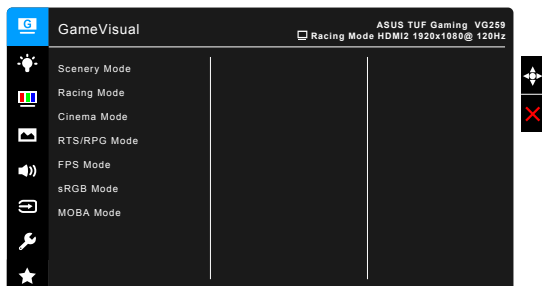 G
GameVisual
ASUS TUF Gaming VG259
Racing Mode HDMI2 1920x1080@ 120Hz
Scenery Mode
Racing Mode
Cinema Mode
RTS/RPG Mode
FPS Mode
sRGB Mode
MOBA Mode